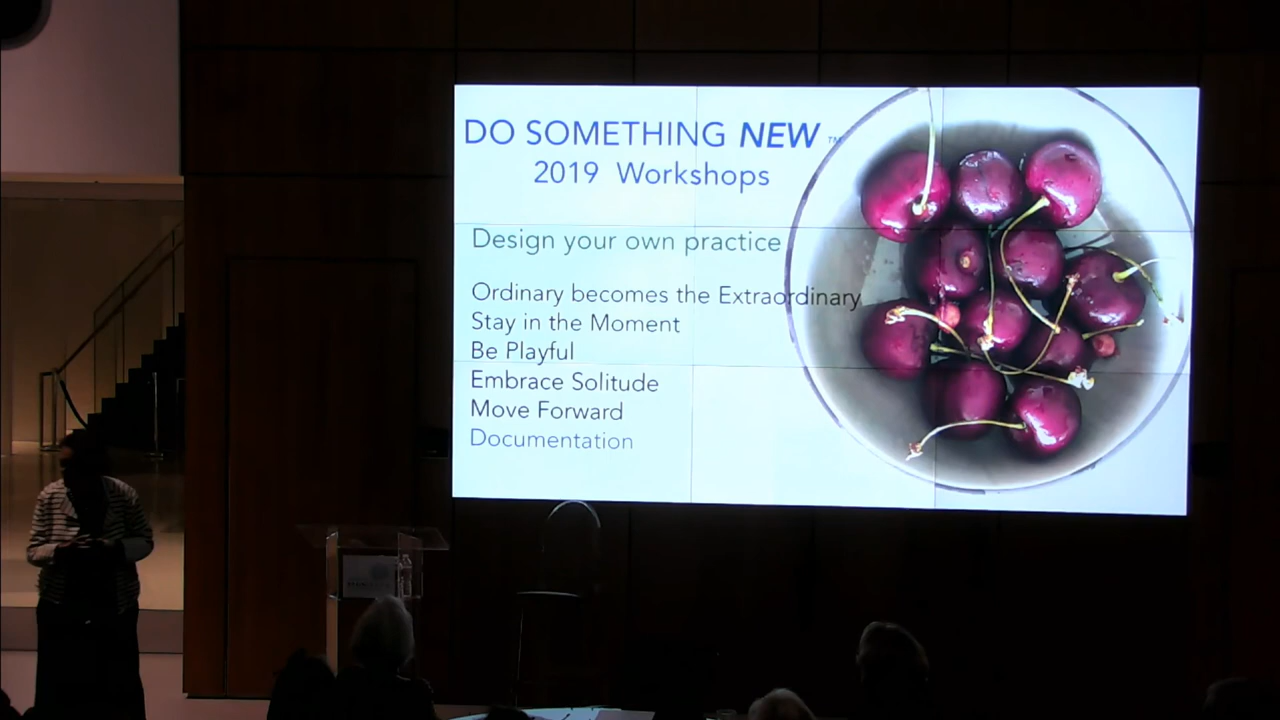 DO SOMETHING NEW ™
2019 Workshops
Design your own practice
Ordinary becomes the Extraordinary
Stay in the Moment
Be Playful
Embrace Solitude
Move Forward
Documentation